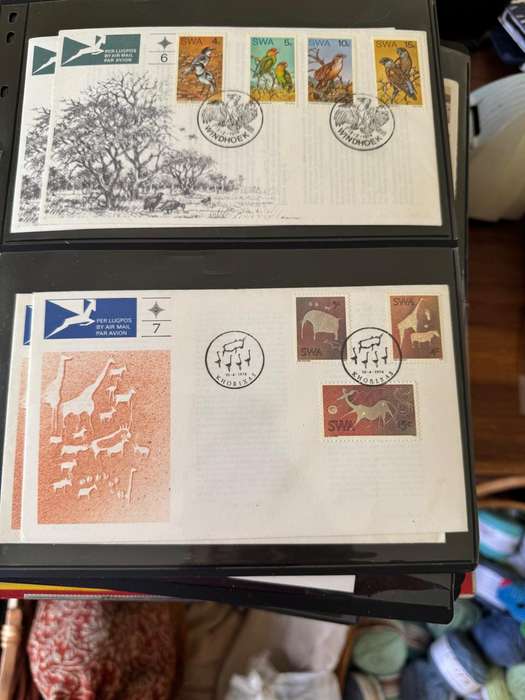 PER LUGPOS
BY AIR MAIL
PAR AVION
6
SWA 4c
SWA 5c
SWA 10c
SWA 15c
WINDHOEK
WINDHOEK
PER LUGPOS
BY AIR MAIL
PAR AVION
7
SWA
SWA
KHORIXAS
KHORIXAS
SWA 15c